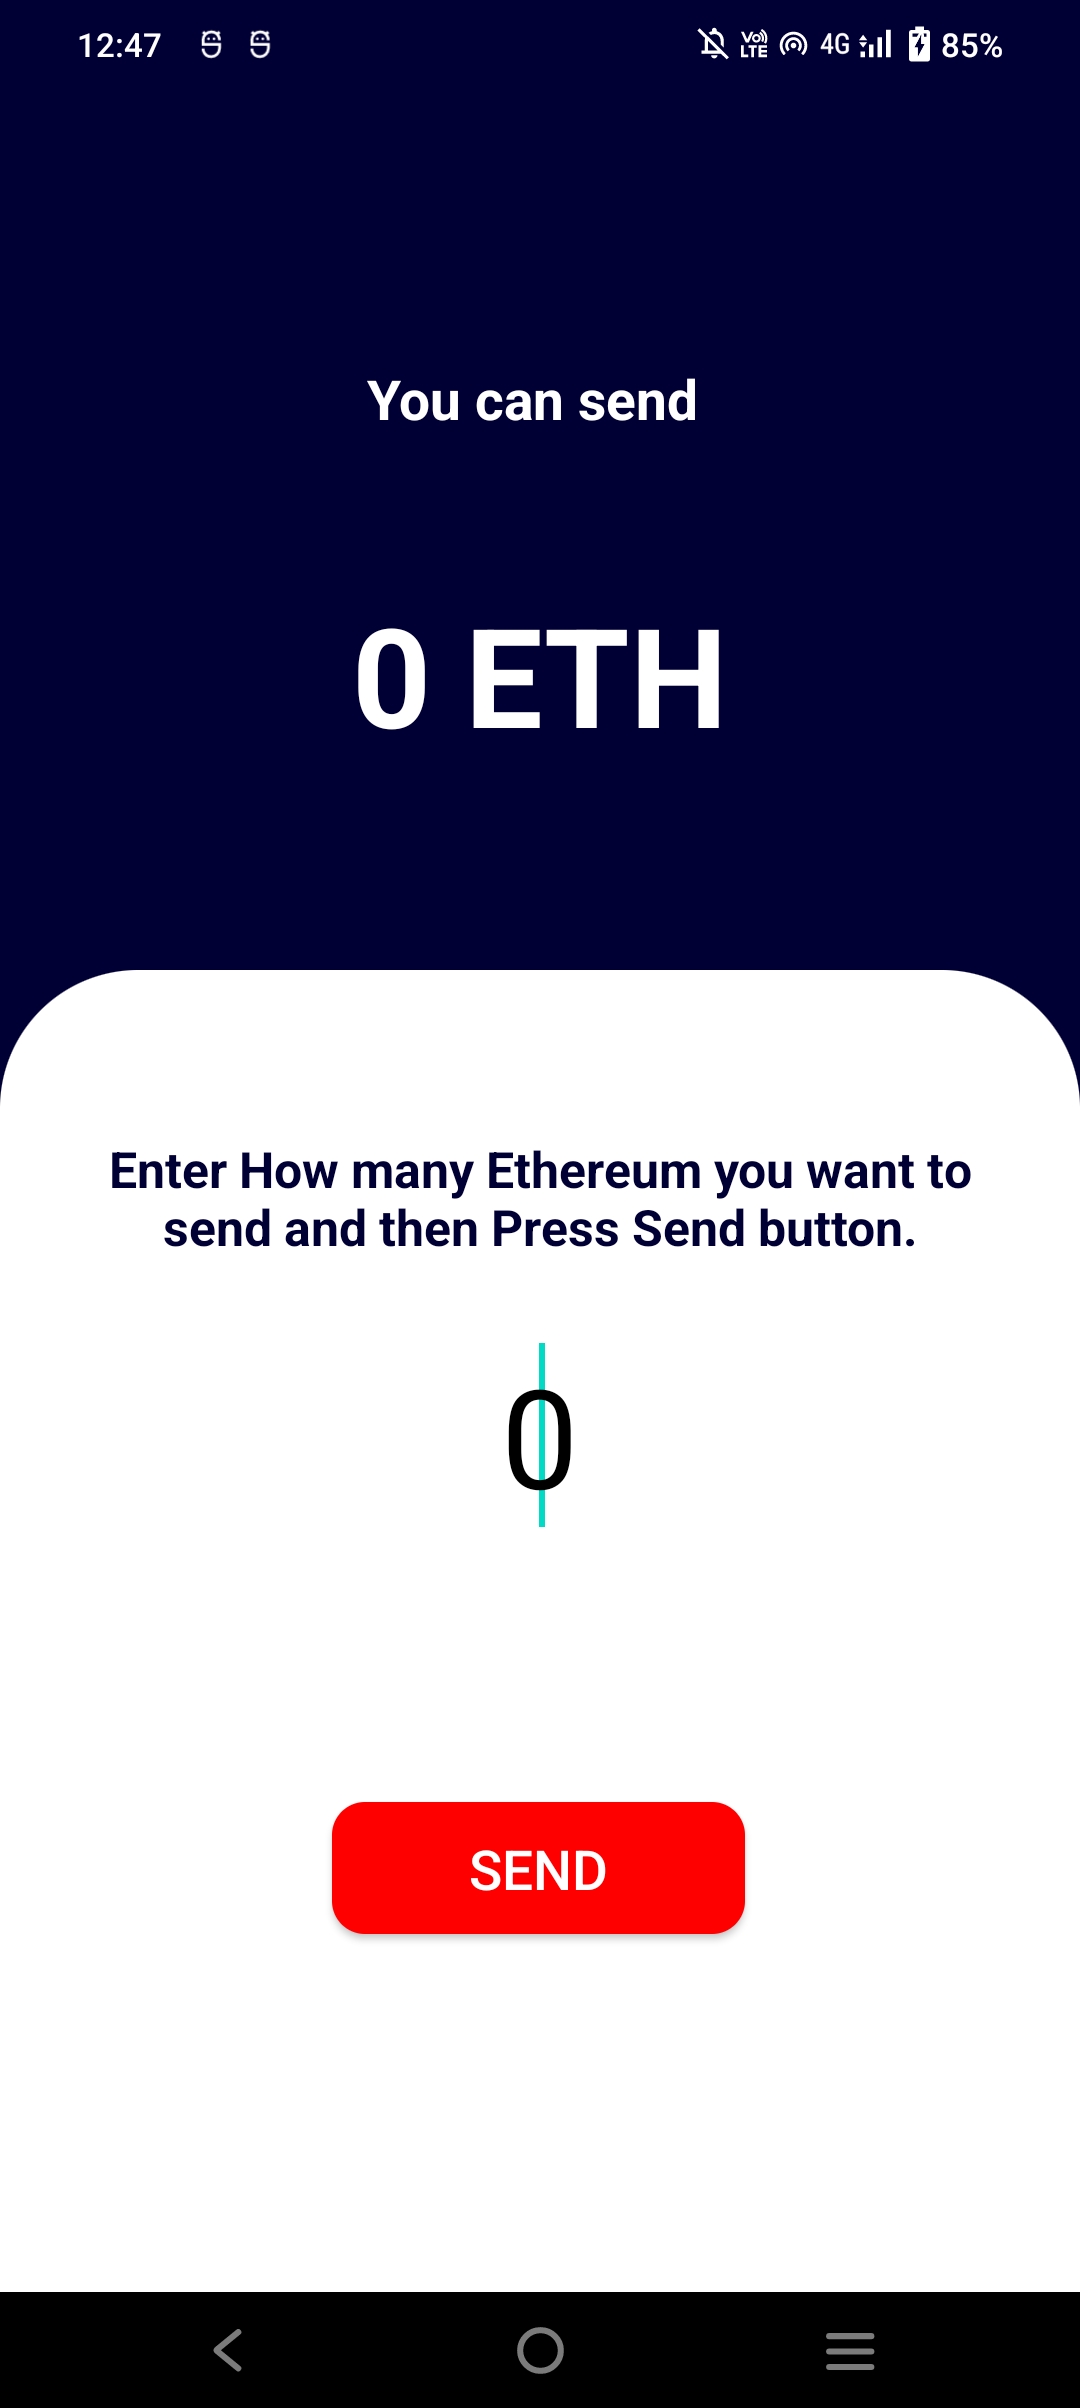 12:47
VoLTE 4G 85%
You can send
0 ETH
Enter How many Ethereum you want to
send and then Press Send button.
0
SEND